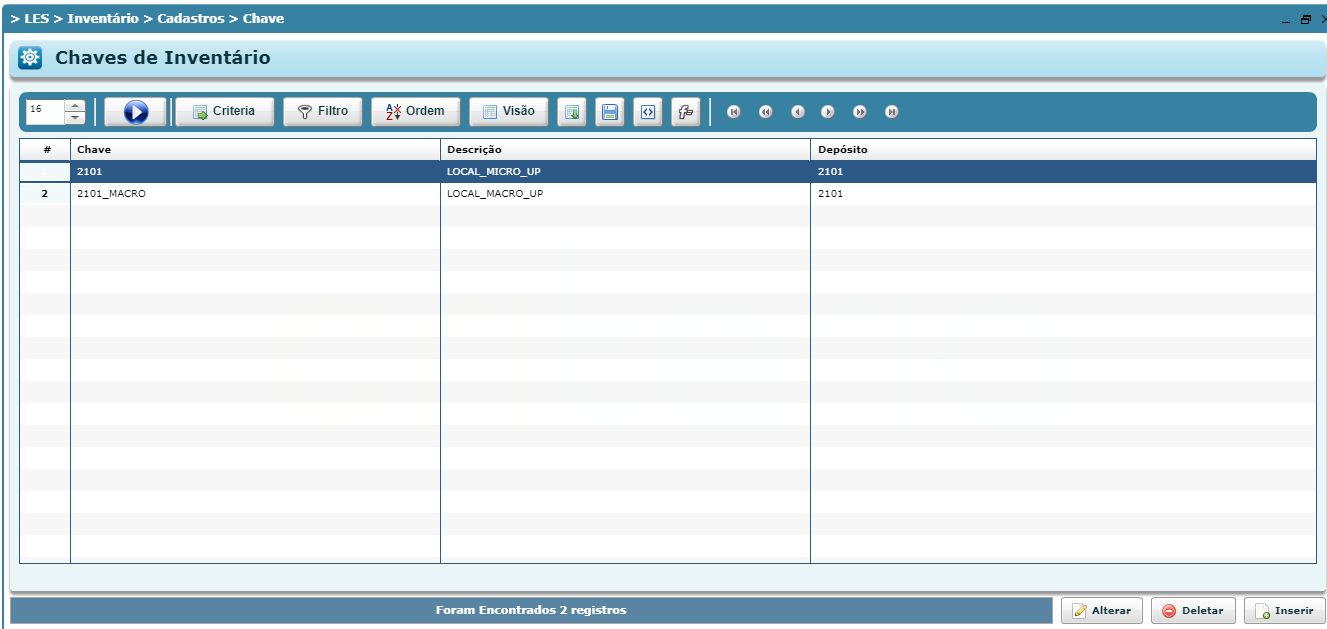 > LES > Inventário > Cadastros > Chave
Chaves de Inventário
16 Criteria Filtro Ordem Visão
# Chave Descrição Depósito
1 2101 LOCAL_MICRO_UP 2101
2 2101_MACRO LOCAL_MACRO_UP 2101
Foram Encontrados 2 registros Alterar Deletar Inserir